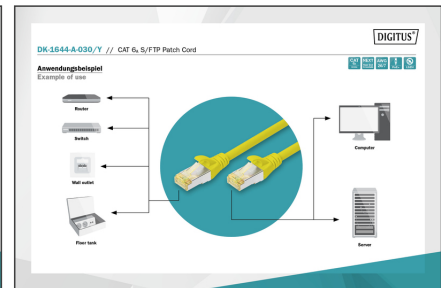 DIGITUS®
DK-1644-A-030/Y // CAT 6A S/FTP Patch Cord
Anwendungsbeispiel
Example of use
Router
Switch
Wall outlet
Floor tank
Computer
Server